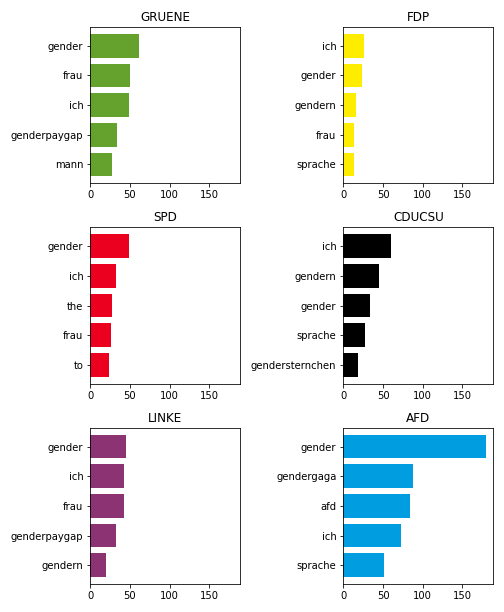 GRUENE
gender
frau
ich
genderpaygap
mann
0 50 100 150
FDP
ich
gender
gendern
frau
sprache
0 50 100 150
SPD
gender
ich
the
frau
to
0 50 100 150
CDUCSU
ich
gendern
gender
sprache
gendersternchen
0 50 100 150
LINKE
gender
ich
frau
genderpaygap
gendern
0 50 100 150
AFD
gender
gendergaga
afd
ich
sprache
0 50 100 150